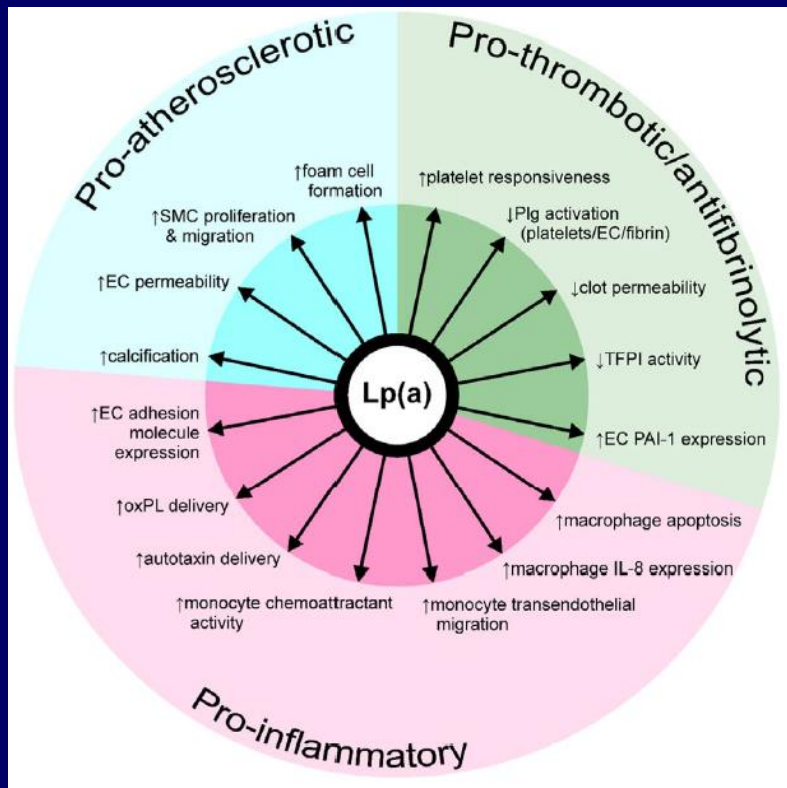 Pro-atherosclerotic
Pro-thrombotic/antifibrinolytic
↑foam cell
formation
↑SMC proliferation
& migration
↑EC permeability
↑calcification
↑platelet responsiveness
↓Plg activation
(platelets/EC/fibrin)
↓clot permeability
↓TFPI activity
↑EC PAI-1 expression
Lp(a)
↑EC adhesion
molecule
expression
↑oxPL delivery
↑autotaxin delivery
↑monocyte chemoattractant
activity
↑monocyte transendothelial
migration
↑macrophage IL-8 expression
↑macrophage apoptosis
Pro-inflammatory